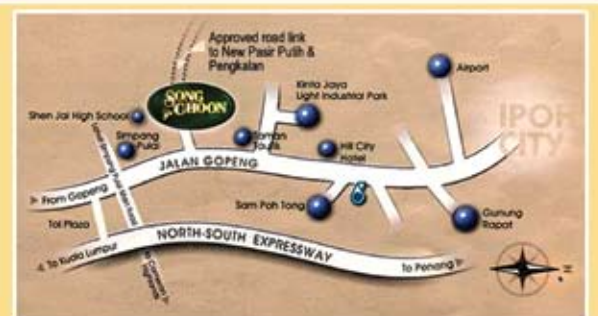 Approved road link
to New Pasir Putih &
Pengkalan
Airport
Kinta Jaya
Light Industrial Park
SONG
CHOON
Shen Jai High School
Simpang
Pulai
Taman
IPOH
CITY
Hill City
Hotel
JALAN GOPENG
From Gopeng
Sam Poh Tong
Gunung
Rapat
Tol Plaza
NORTH-SOUTH EXPRESSWAY
To Kuala Lumpur
to Penang